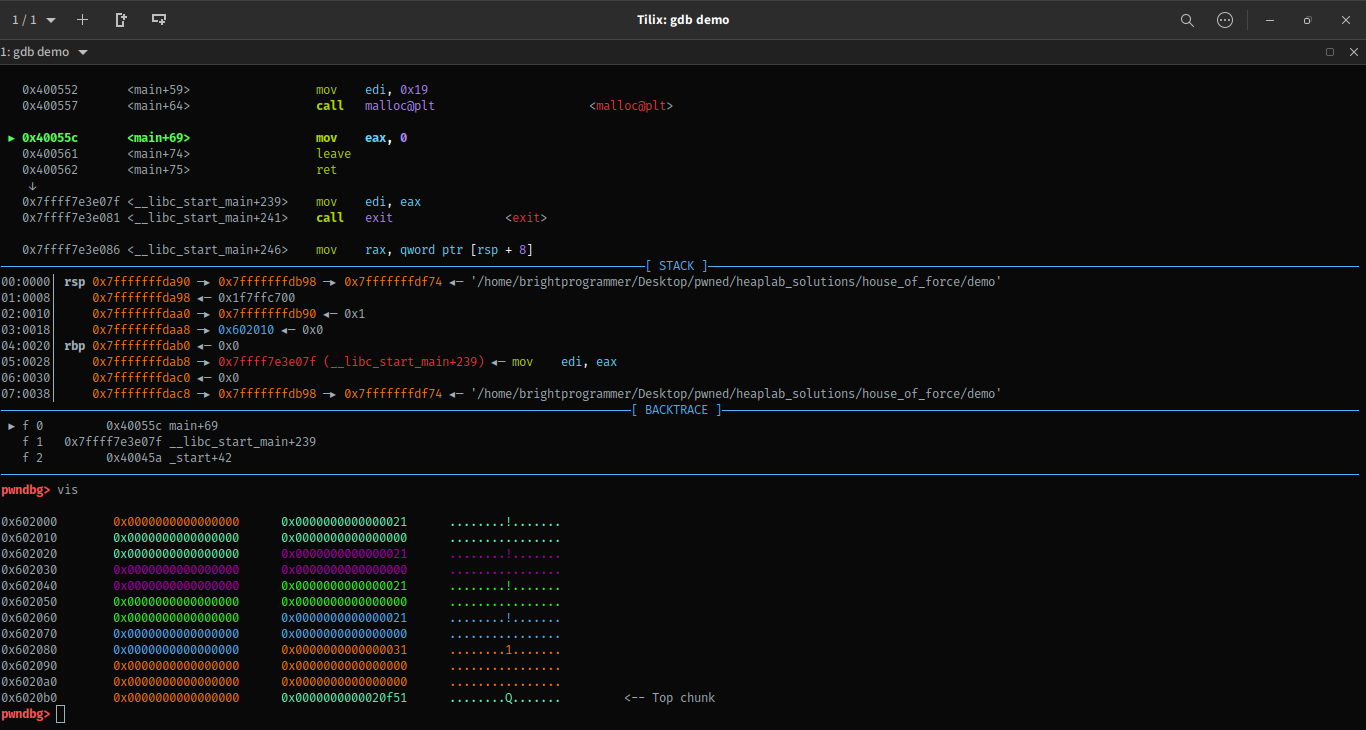 1 / 1
Tilix: gdb demo
1: gdb demo
0x400552 <main+59> mov edi, 0x19
0x400557 <main+64> call malloc@plt <malloc@plt>
► 0x40055c <main+69> mov eax, 0
0x400561 <main+74> leave
0x400562 <main+75> ret
↓
0x7ffff7e3e07f <__libc_start_main+239> mov edi, eax
0x7ffff7e3e081 <__libc_start_main+241> call exit <exit>
0x7ffff7e3e086 <__libc_start_main+246> mov rax, qword ptr [rsp + 8]
[ STACK ]
00:0000│ rsp 0x7fffffffda90 —▸ 0x7fffffffdb98 —▸ 0x7fffffffdf74 ◂— '/home/brightprogrammer/Desktop/pwned/heaplab_solutions/house_of_force/demo'
01:0008│ 0x7fffffffda98 ◂— 0x1f7ffc700
02:0010│ 0x7fffffffdaa0 —▸ 0x7fffffffdb90 ◂— 0x1
03:0018│ 0x7fffffffdaa8 —▸ 0x602010 ◂— 0x0
04:0020│ rbp 0x7fffffffdab0 ◂— 0x0
05:0028│ 0x7fffffffdab8 —▸ 0x7ffff7e3e07f (__libc_start_main+239) ◂— mov edi, eax
06:0030│ 0x7fffffffdac0 ◂— 0x0
07:0038│ 0x7fffffffdac8 —▸ 0x7fffffffdb98 —▸ 0x7fffffffdf74 ◂— '/home/brightprogrammer/Desktop/pwned/heaplab_solutions/house_of_force/demo'
[ BACKTRACE ]
► f 0 0x40055c main+69
f 1 0x7ffff7e3e07f __libc_start_main+239
f 2 0x40045a _start+42
pwndbg> vis
0x602000 0x0000000000000000 0x0000000000000021 ........!.......
0x602010 0x0000000000000000 0x0000000000000000 ................
0x602020 0x0000000000000000 0x0000000000000021 ........!.......
0x602030 0x0000000000000000 0x0000000000000000 ................
0x602040 0x0000000000000000 0x0000000000000021 ........!.......
0x602050 0x0000000000000000 0x0000000000000000 ................
0x602060 0x0000000000000000 0x0000000000000021 ........!.......
0x602070 0x0000000000000000 0x0000000000000000 ................
0x602080 0x0000000000000000 0x0000000000000031 ........1.......
0x602090 0x0000000000000000 0x0000000000000000 ................
0x6020a0 0x0000000000000000 0x0000000000000000 ................
0x6020b0 0x0000000000000000 0x0000000000020f51 ........Q....... <-- Top chunk
pwndbg>